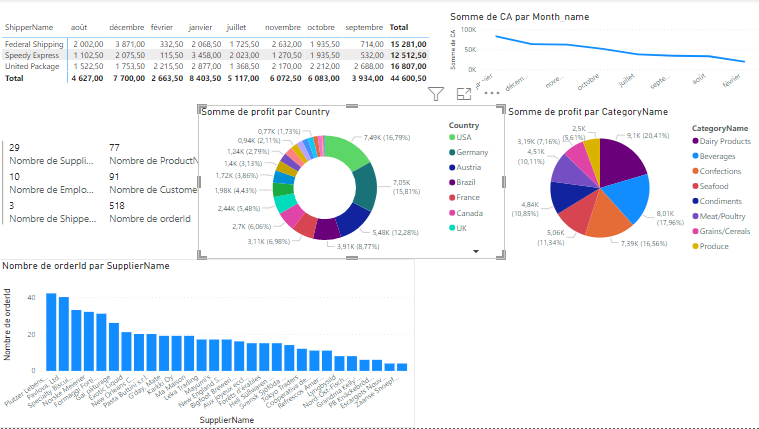 ShipperName août décembre février janvier juillet novembre octobre septembre Total
Federal Shipping 2 002,00 3 871,00 332,50 2 068,50 1 725,50 2 632,00 1 935,50 714,00 15 281,00
Speedy Express 1 102,50 2 075,50 115,50 3 458,00 2 023,00 1 270,50 1 935,50 532,00 12 512,50
United Package 1 522,50 1 753,50 2 215,50 2 877,00 1 368,50 2 170,00 2 212,00 2 688,00 16 807,00
Total 4 627,00 7 700,00 2 663,50 8 403,50 5 117,00 6 072,50 6 083,00 3 934,00 44 600,50
Somme de CA par Month_name
Somme de CA
100K
50K
0K
décem...
nove...
octobre
juillet
septe...
août
février
29
Nombre de Suppli...
77
Nombre de ProductN
10
Nombre de Emplo...
91
Nombre de Custome
3
Nombre de Shippe...
518
Nombre de orderId
Somme de profit par Country
7,49K (16,79%)
7,05K
(15,81%)
5,48K (12,28%)
3,91K (8,77%)
3,11K (6,98%)
2,7K (6,06%)
2,44K (5,48%)
1,98K (4,43%)
1,72K (3,86%)
1,4K (3,13%)
1,24K (2,79%)
0,94K (2,11%)
0,77K (1,73%)
Country
USA
Germany
Austria
Brazil
France
Canada
UK
Somme de profit par CategoryName
9,1K (20,41%)
8,01K
(17,96%)
7,39K (16,56%)
5,06K
(11,34%)
4,84K
(10,85%)
4,51K
(10,11%)
3,19K (7,16%)
2,5K
(5,61%)
CategoryName
Dairy Products
Beverages
Confections
Seafood
Condiments
Meat/Poultry
Grains/Cereals
Produce
Nombre de orderId par SupplierName
Nombre de orderId
40
20
0
Plutzer Lebens...
Pavlova, Ltd.
Specialty Biscui...
Norske Meierier
Formaggi Forti...
Gai pâturage
Exotic Liquid
New Orleans C...
Pasta Buttini s.r.l.
G'day, Mate
Karkki Oy
Ma Maison
Leka Trading
Mayumi's
New England S...
Bigfoot Brewer...
Aux joyeux eccl...
Forêts d'érables
Heli Süßwaren ...
Svensk Sjöföda
Tokyo Traders
Cooperativa de...
Refrescos Amer...
Lyngbysild
Nord-Ost-Fisch...
Grandma Kelly'...
PB Knäckebröd...
Escargots Nouv...
Zaanse Snoepf...
SupplierName